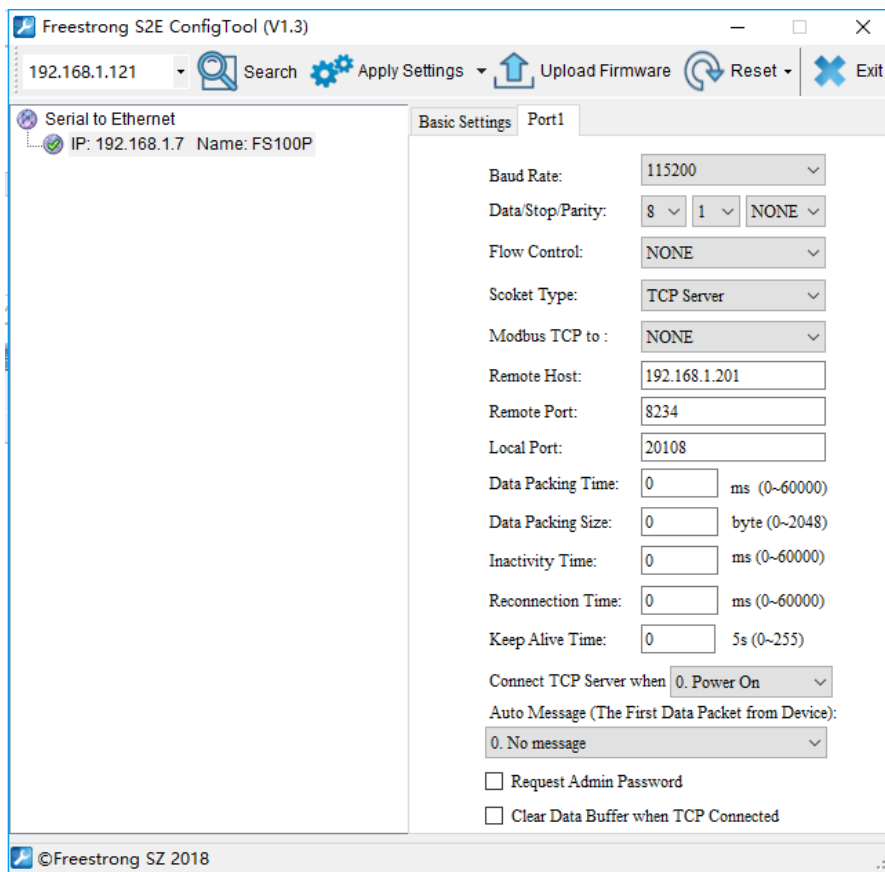 Freestrong S2E ConfigTool (V1.3)
192.168.1.121 Search Apply Settings Upload Firmware Reset Exit
Serial to Ethernet
IP: 192.168.1.7 Name: FS100P
Basic Settings Port1
Baud Rate: 115200
Data/Stop/Parity: 8 1 NONE
Flow Control: NONE
Scoket Type: TCP Server
Modbus TCP to : NONE
Remote Host: 192.168.1.201
Remote Port: 8234
Local Port: 20108
Data Packing Time: 0 ms (0~60000)
Data Packing Size: 0 byte (0~2048)
Inactivity Time: 0 ms (0~60000)
Reconnection Time: 0 ms (0~60000)
Keep Alive Time: 0 5s (0~255)
Connect TCP Server when 0. Power On
Auto Message (The First Data Packet from Device):
0. No message
Request Admin Password
Clear Data Buffer when TCP Connected
©Freestrong SZ 2018